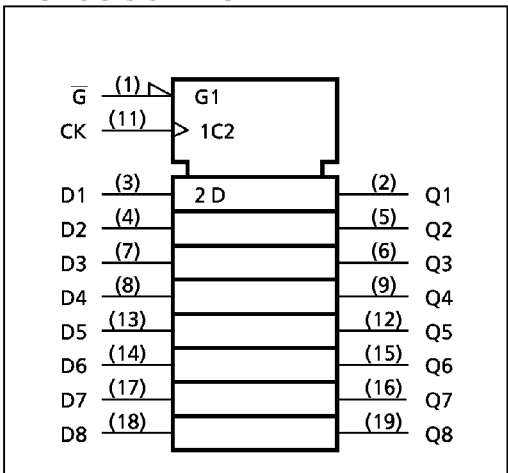 G̅ (1) G1
CK (11) 1C2
D1 (3) 2D (2) Q1
D2 (4) (5) Q2
D3 (7) (6) Q3
D4 (8) (9) Q4
D5 (13) (12) Q5
D6 (14) (15) Q6
D7 (17) (16) Q7
D8 (18) (19) Q8